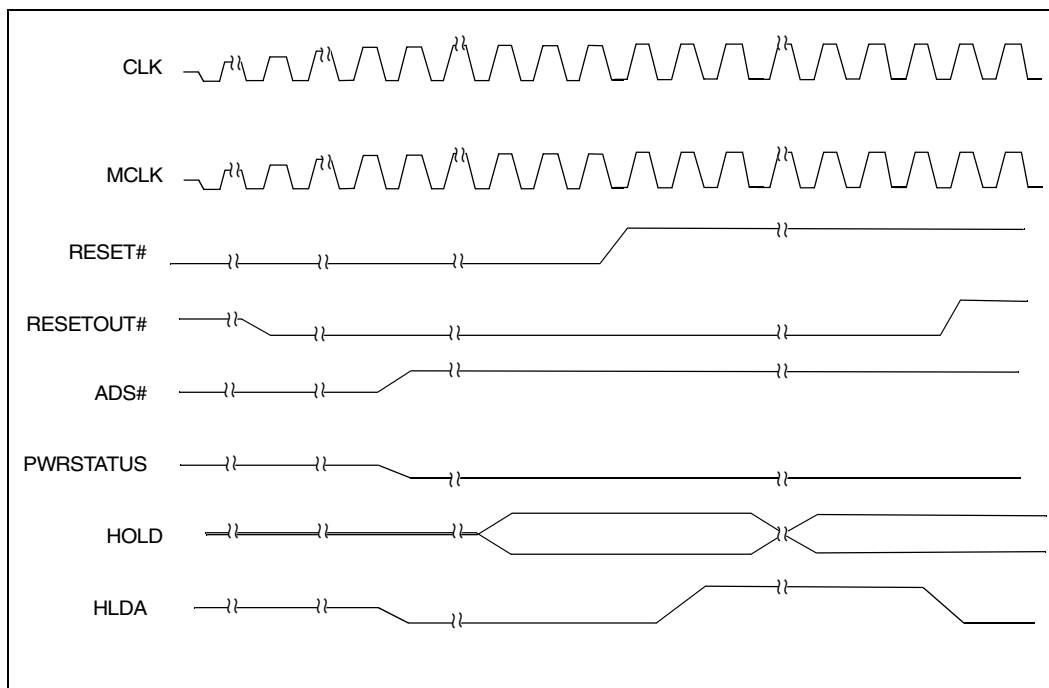 CLK
MCLK
RESET#
RESETOUT#
ADS#
PWRSTATUS
HOLD
HLDA